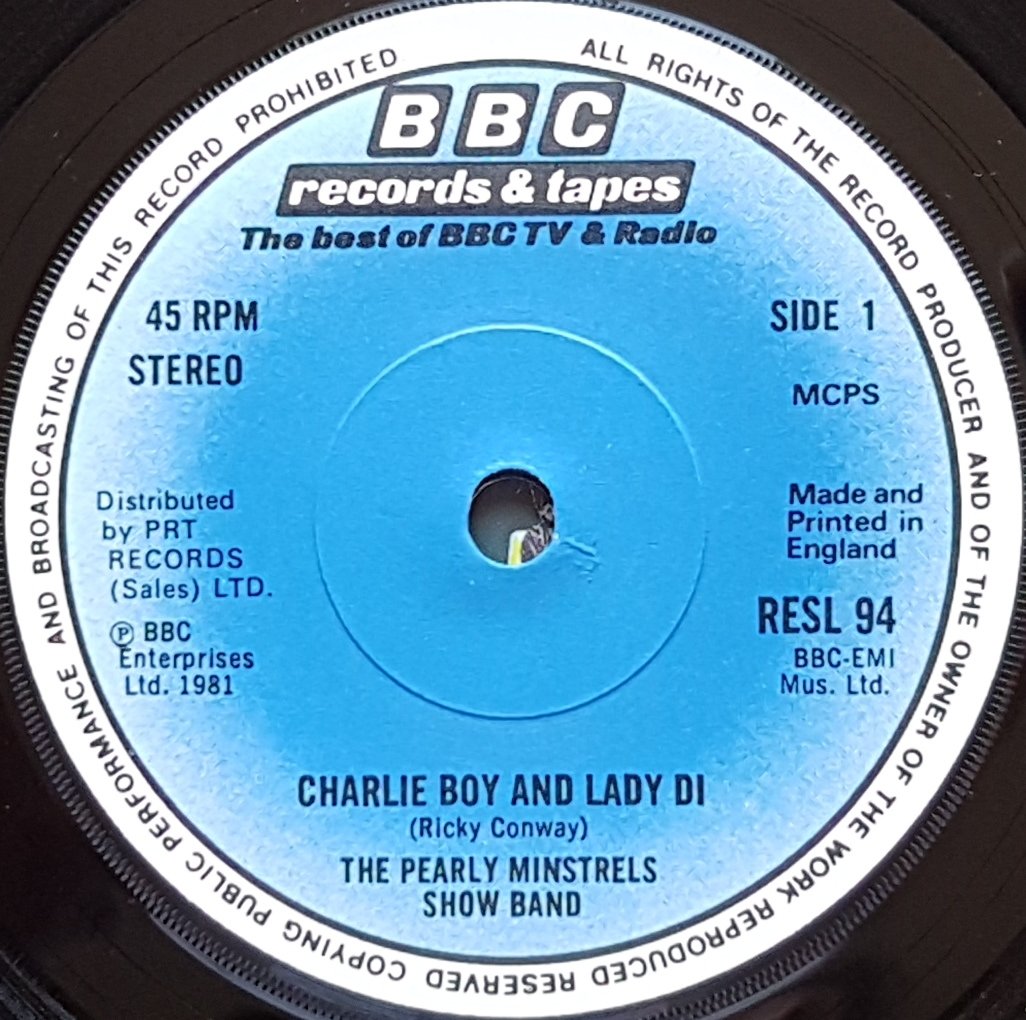 ALL RIGHTS OF THE RECORD PRODUCER AND OF THE OWNER OF THE WORK REPRODUCED RESERVED COPYING PUBLIC PERFORMANCE AND BROADCASTING OF THIS RECORD PROHIBITED
BBC
records & tapes
The best of BBC TV & Radio
45 RPM
STEREO
SIDE 1
MCPS
Distributed
by PRT
RECORDS
(Sales) LTD.
℗ BBC
Enterprises
Ltd. 1981
Made and
Printed in
England
RESL 94
BBC-EMI
Mus. Ltd.
CHARLIE BOY AND LADY DI
(Ricky Conway)
THE PEARLY MINSTRELS
SHOW BAND